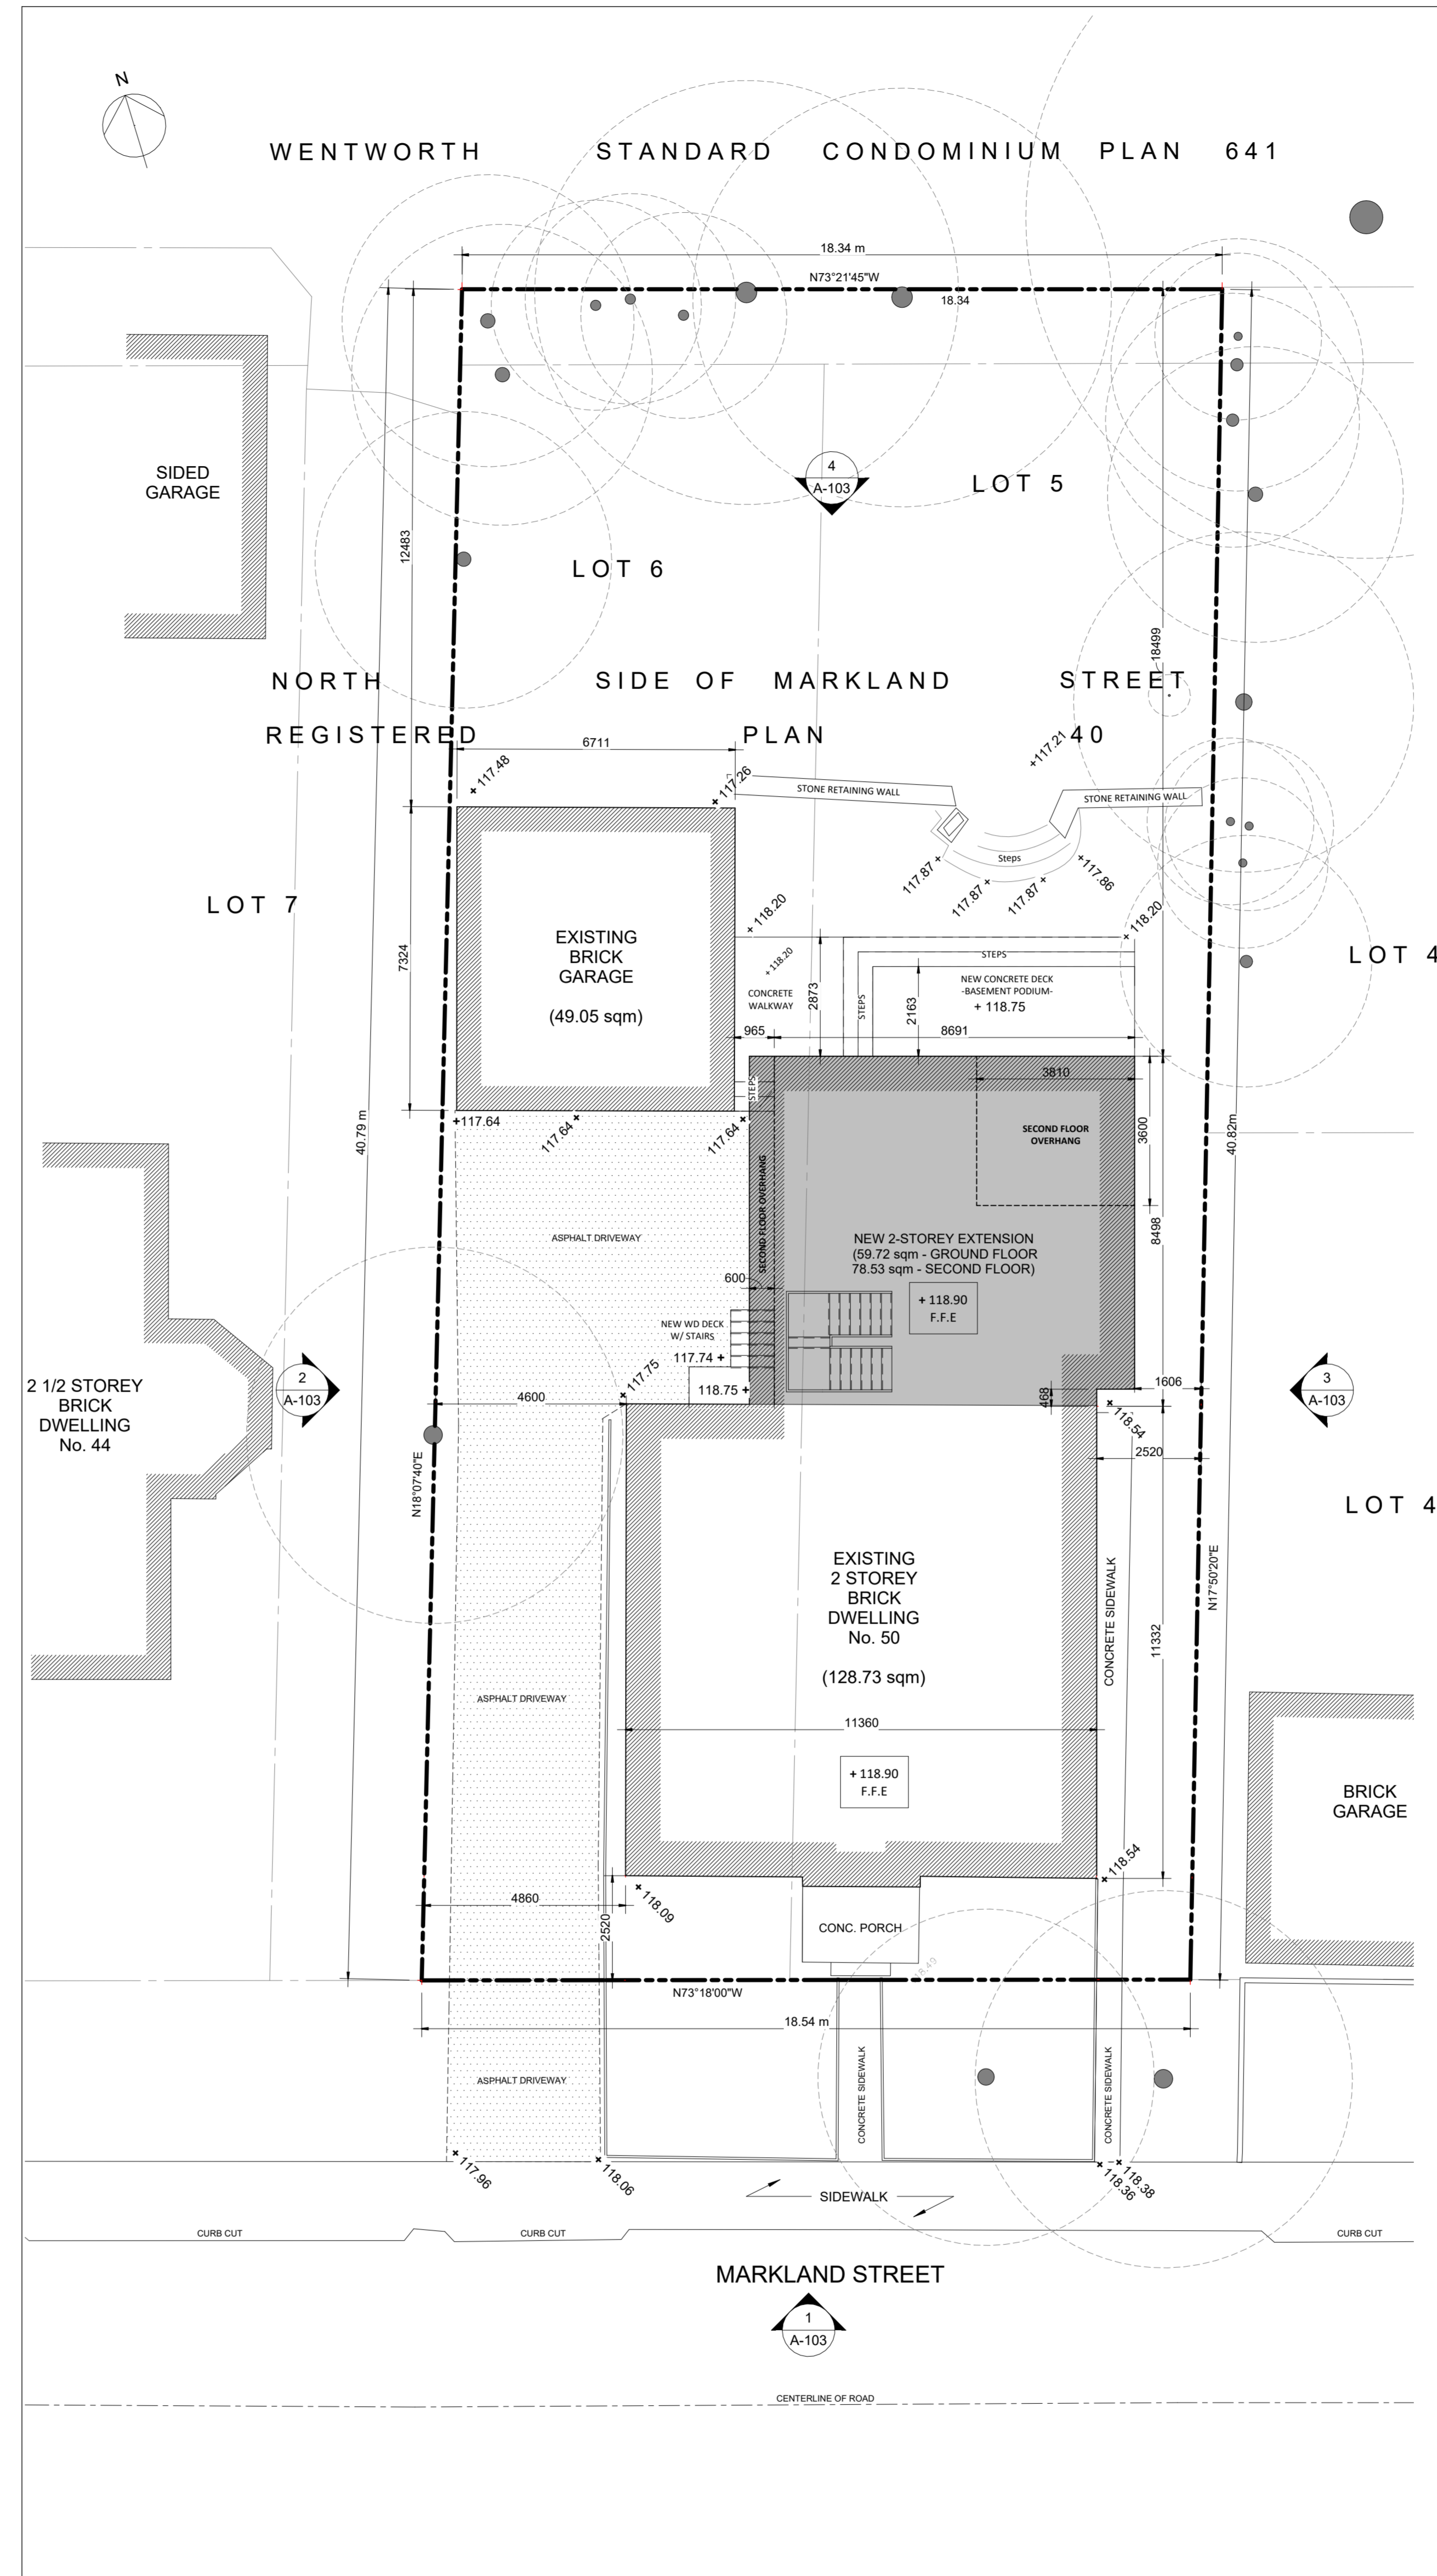 N
WENTWORTH STANDARD CONDOMINIUM PLAN 641
18.34 m
N73°21'45"W
18.34
SIDED
GARAGE
4
A-103
LOT 5
12483
LOT 6
18499
NORTH SIDE OF MARKLAND STREET
REGISTERED PLAN 40
6711
+117.21
×117.48
×117.26
STONE RETAINING WALL
STONE RETAINING WALL
Steps
117.87×
117.87×
117.87×
×117.86
LOT 7
×118.20
×118.20
EXISTING
BRICK
GARAGE
(49.05 sqm)
7324
+118.20
CONCRETE
WALKWAY
2873
STEPS
STEPS
2163
NEW CONCRETE DECK
-BASEMENT PODIUM-
+ 118.75
LOT 4
965
8691
STEPS
3810
3600
SECOND FLOOR
OVERHANG
+117.64
117.64×
117.64×
40.79 m
40.82m
SECOND FLOOR OVERHANG
ASPHALT DRIVEWAY
8498
NEW 2-STOREY EXTENSION
(59.72 sqm - GROUND FLOOR
78.53 sqm - SECOND FLOOR)
600
+ 118.90
F.F.E
NEW WD DECK
W/ STAIRS
117.74 +
×117.75
118.75 +
2
A-103
3
A-103
2 1/2 STOREY
BRICK
DWELLING
No. 44
4600
468
1606
×118.54
2520
N18°07'40"E
LOT 4
EXISTING
2 STOREY
BRICK
DWELLING
No. 50
(128.73 sqm)
CONCRETE SIDEWALK
N17°50'20"E
11332
ASPHALT DRIVEWAY
11360
+ 118.90
F.F.E
BRICK
GARAGE
×118.54
4860
×118.09
2520
CONC. PORCH
N73°18'00"W
18.54 m
ASPHALT DRIVEWAY
CONCRETE SIDEWALK
CONCRETE SIDEWALK
×117.96
×118.06
×118.36
×118.38
SIDEWALK
CURB CUT
CURB CUT
CURB CUT
MARKLAND STREET
1
A-103
CENTERLINE OF ROAD